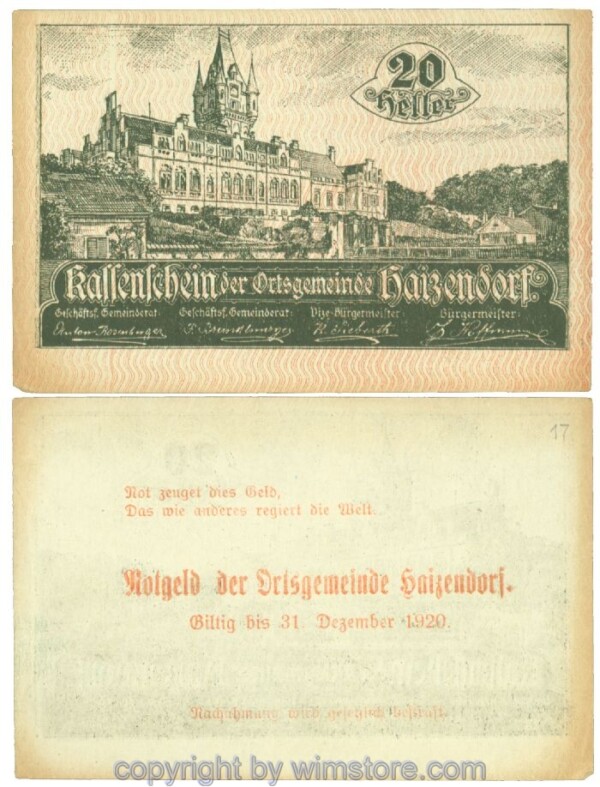 20
Heller
Kassenschein der Ortsgemeinde Haizendorf.
Geschäftsf. Gemeinderat: Geschäftsf. Gemeinderat: Vize-Bürgermeister: Bürgermeister:
17
Not zeuget dies Geld,
Das wie anderes regiert die Welt.
Notgeld der Ortsgemeinde Haizendorf.
Giltig bis 31. Dezember 1920.
Nachahmung wird gesetzlich bestraft.
copyright by wimstore.com